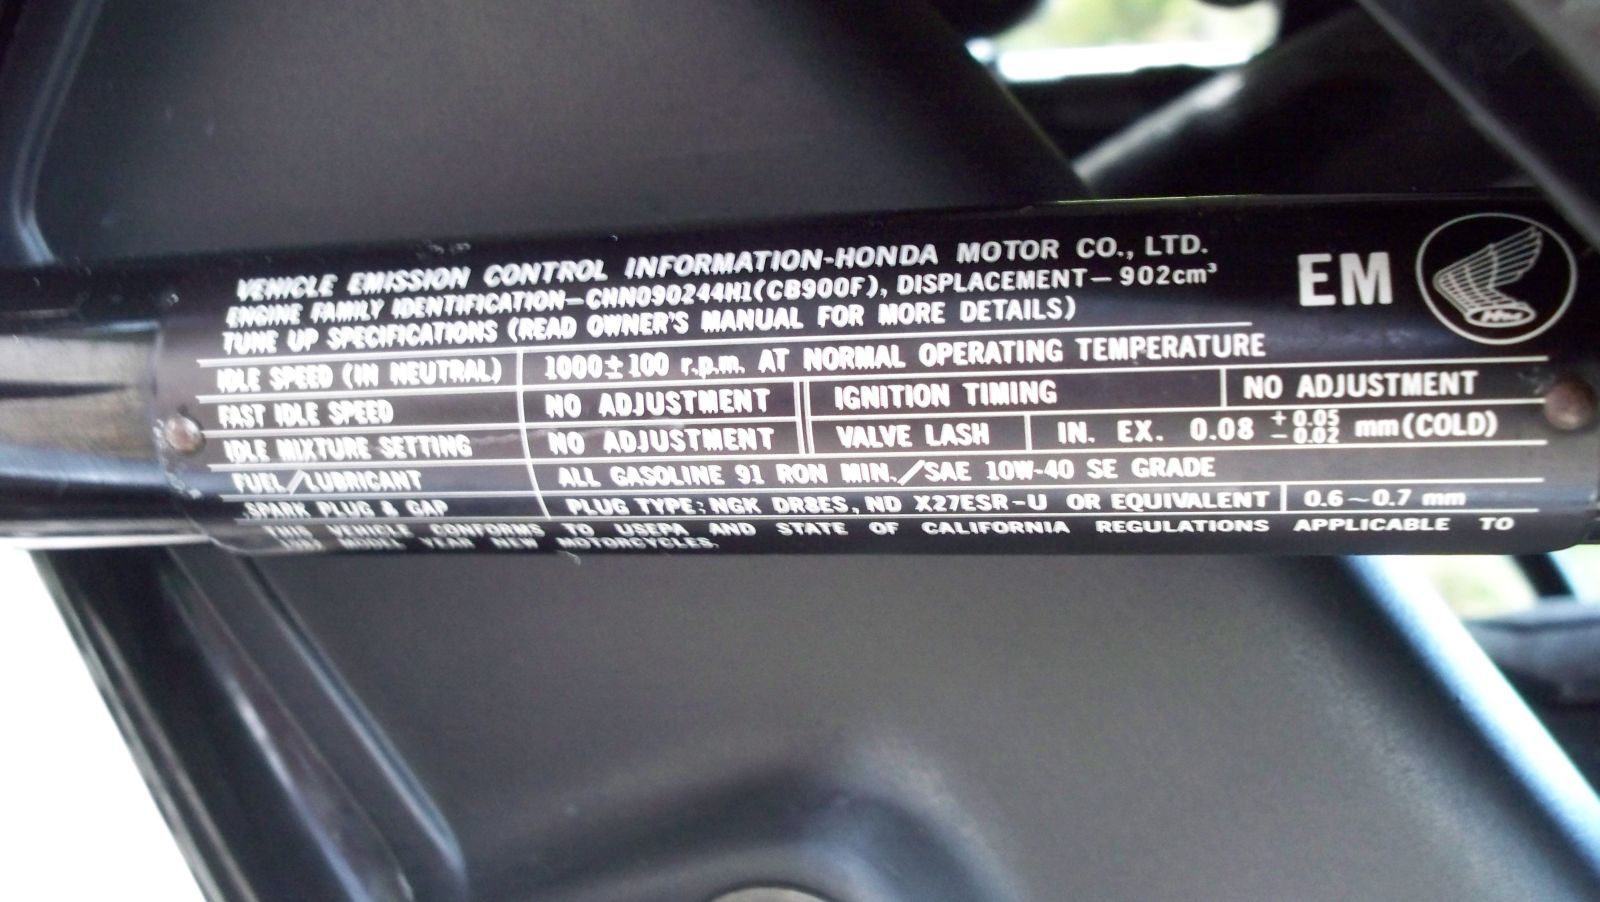 VEHICLE EMISSION CONTROL INFORMATION-HONDA MOTOR CO., LTD.
ENGINE FAMILY IDENTIFICATION-CHN090244H1(CB900F), DISPLACEMENT-902cm³
TUNE UP SPECIFICATIONS (READ OWNER'S MANUAL FOR MORE DETAILS)
EM
IDLE SPEED (IN NEUTRAL) 1000±100 r.p.m. AT NORMAL OPERATING TEMPERATURE
FAST IDLE SPEED NO ADJUSTMENT IGNITION TIMING NO ADJUSTMENT
IDLE MIXTURE SETTING NO ADJUSTMENT VALVE LASH IN. EX. 0.08 +0.05 -0.02 mm(COLD)
FUEL/LUBRICANT ALL GASOLINE 91 RON MIN./SAE 10W-40 SE GRADE
SPARK PLUG & GAP PLUG TYPE: NGK DR8ES, ND X27ESR-U OR EQUIVALENT 0.6~0.7 mm
THIS VEHICLE CONFORMS TO USEPA AND STATE OF CALIFORNIA REGULATIONS APPLICABLE TO
MODEL YEAR NEW MOTORCYCLES.